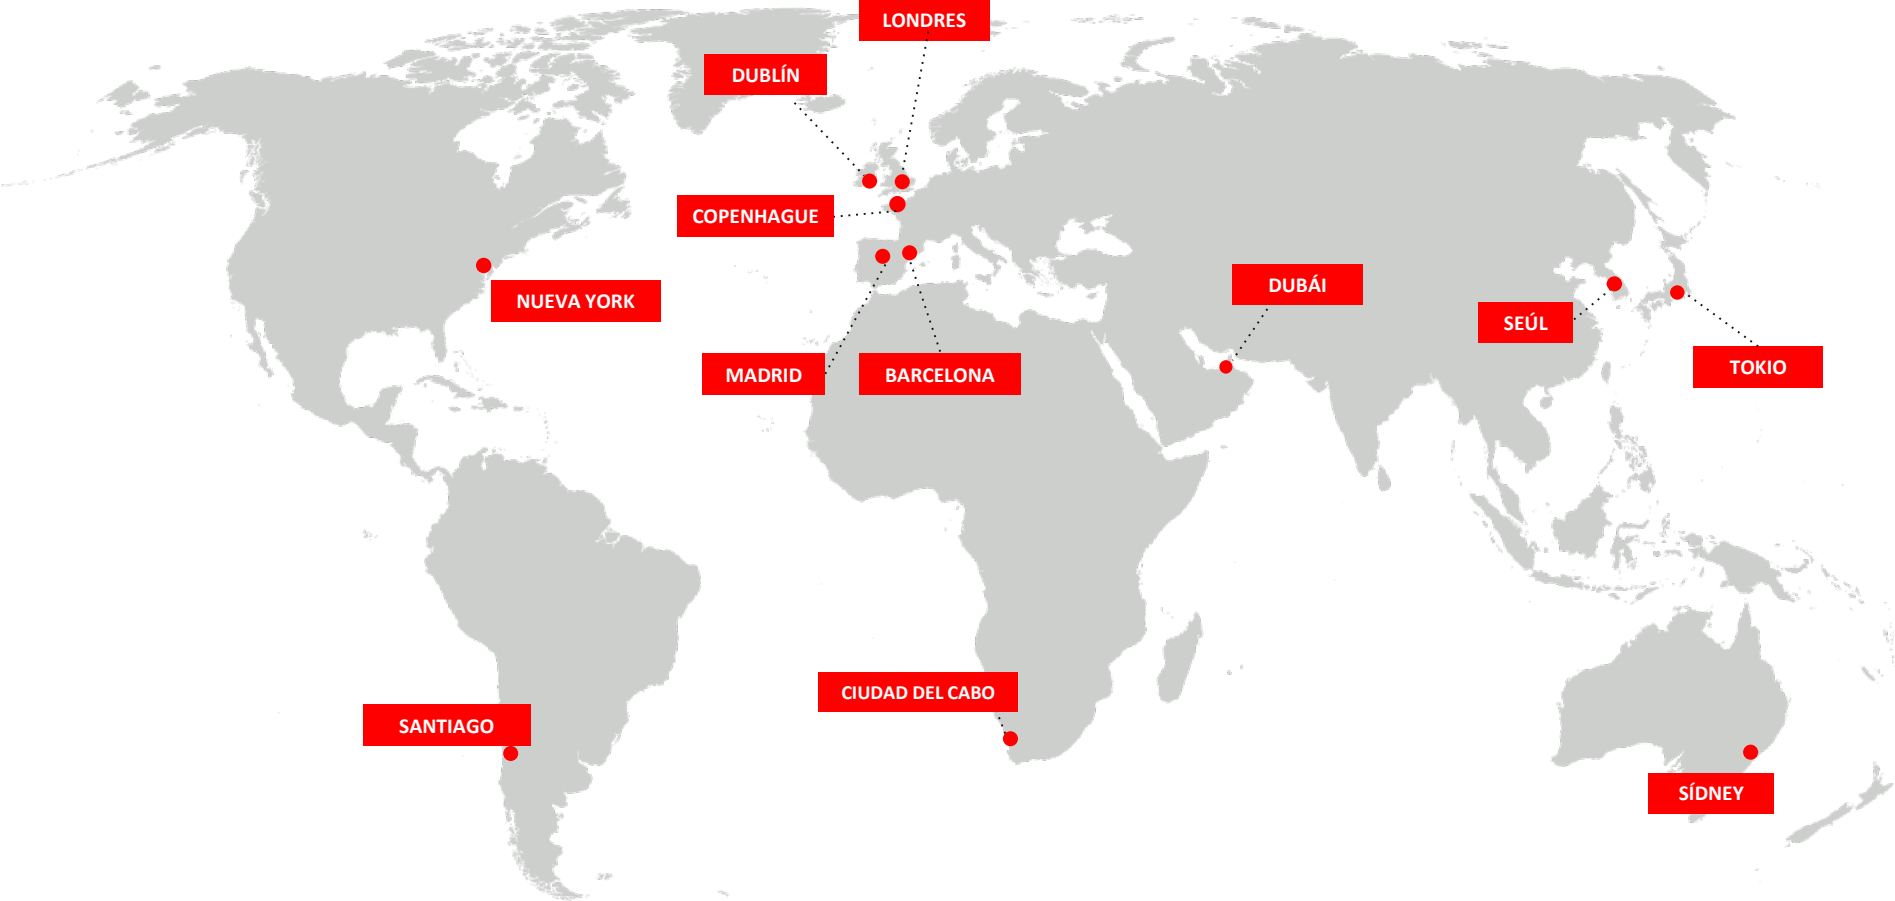 LONDRES
DUBLÍN
COPENHAGUE
NUEVA YORK
DUBÁI
SEÚL
TOKIO
MADRID
BARCELONA
CIUDAD DEL CABO
SANTIAGO
SÍDNEY